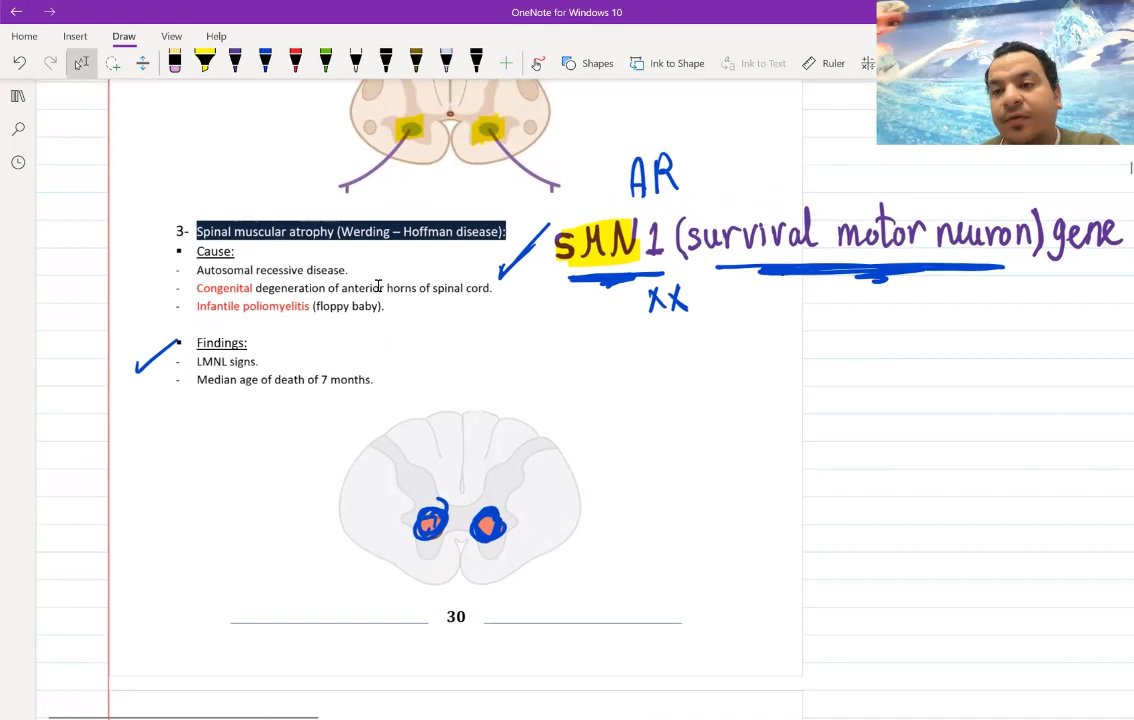 OneNote for Windows 10
Home Insert Draw View Help
Shapes Ink to Shape Ink to Text Ruler
AR
3- Spinal muscular atrophy (Werding – Hoffman disease):
SMN1 (survival motor neuron) gene
▪ Cause:
- Autosomal recessive disease.
- Congenital degeneration of anterior horns of spinal cord.
XX
- Infantile poliomyelitis (floppy baby).
▪ Findings:
- LMNL signs.
- Median age of death of 7 months.
30